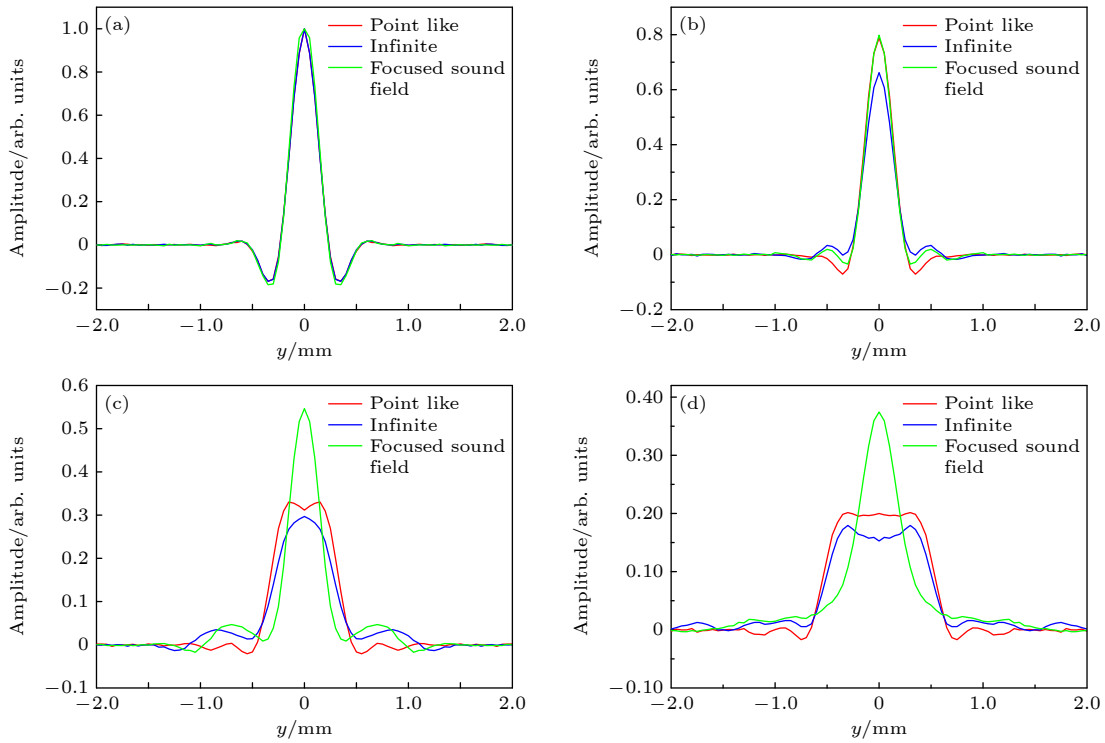 (a)
Point like
Infinite
Focused sound
field
1.0
0.8
0.6
0.4
0.2
0
−0.2
Amplitude/arb. units
−2.0
−1.0
0
1.0
2.0
y/mm
(b)
Point like
Infinite
Focused sound
field
0.8
0.6
0.4
0.2
0
−0.2
Amplitude/arb. units
−2.0
−1.0
0
1.0
2.0
y/mm
(c)
Point like
Infinite
Focused sound
field
0.6
0.5
0.4
0.3
0.2
0.1
0
−0.1
Amplitude/arb. units
−2.0
−1.0
0
1.0
2.0
y/mm
(d)
Point like
Infinite
Focused sound
field
0.40
0.30
0.20
0.10
0
−0.10
Amplitude/arb. units
−2.0
−1.0
0
1.0
2.0
y/mm